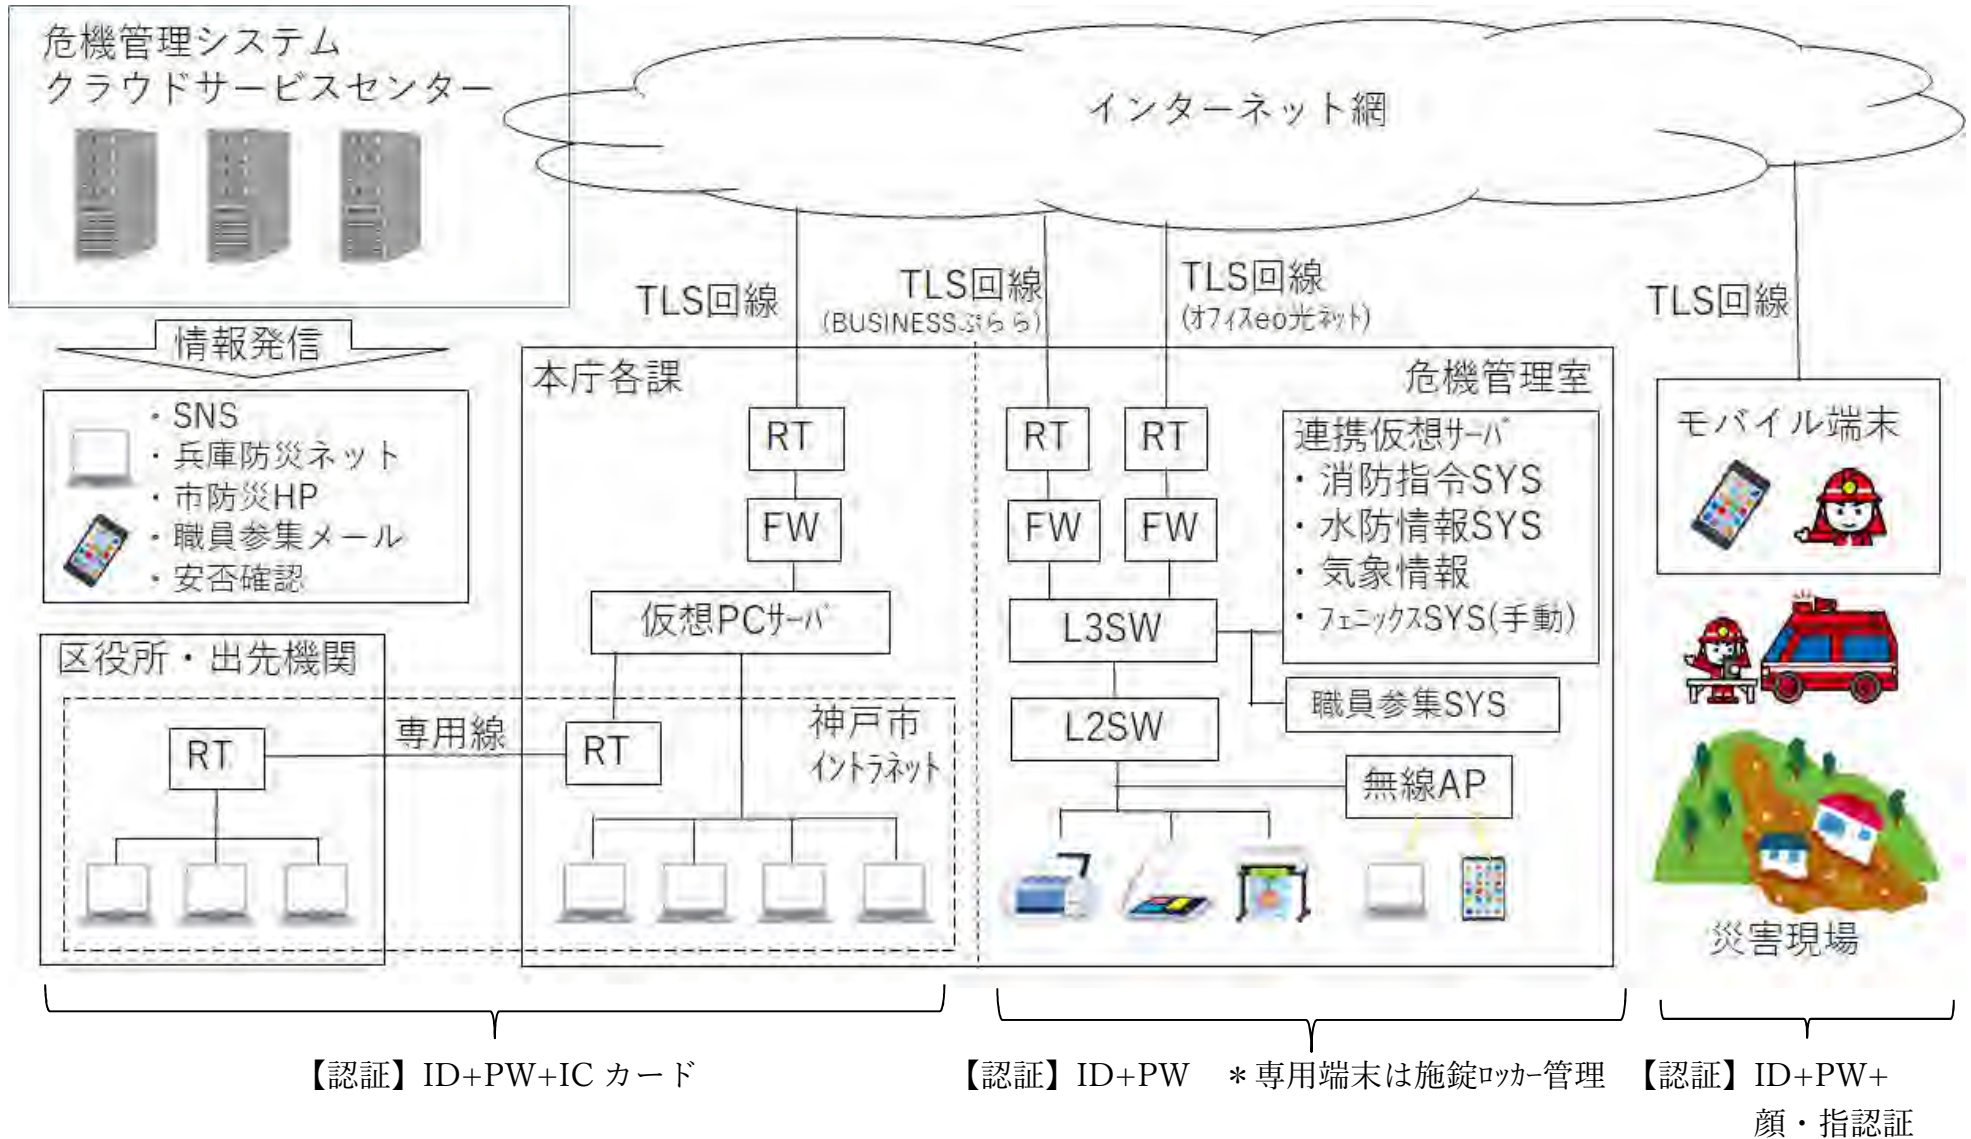 危機管理システム
クラウドサービスセンター
インターネット網
TLS回線
TLS回線
(BUSINESSぷらら)
TLS回線
(オフィスeo光ネット)
TLS回線
情報発信
・SNS
・兵庫防災ネット
・市防災HP
・職員参集メール
・安否確認
本庁各課
RT
FW
仮想PCサーバ
危機管理室
RT
RT
FW
FW
L3SW
L2SW
連携仮想サーバ
・消防指令SYS
・水防情報SYS
・気象情報
・フェニックスSYS(手動)
職員参集SYS
無線AP
モバイル端末
災害現場
区役所・出先機関
RT
専用線
RT
神戸市
イントラネット
【認証】ID+PW+IC カード
【認証】ID+PW ＊専用端末は施錠ロッカー管理
【認証】ID+PW+
顔・指認証